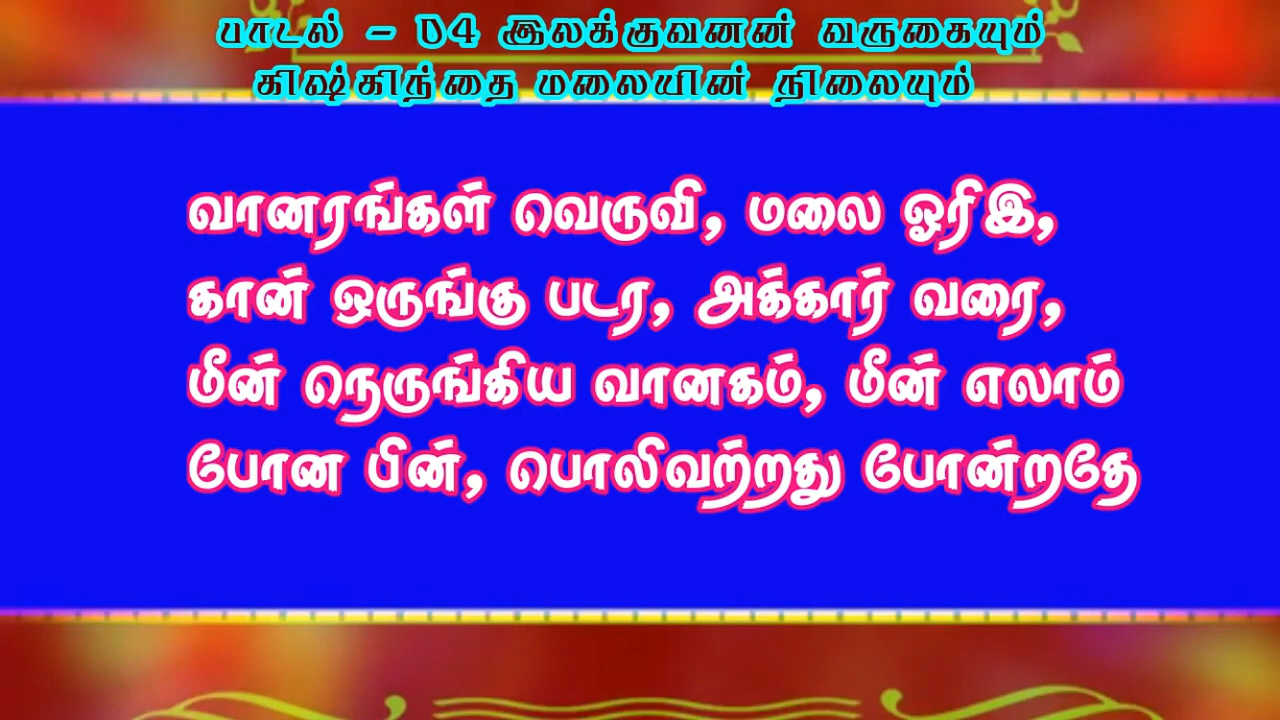 பாடல் - 04 இலக்குவனன் வருகையும்
கிஷ்கிந்தை மலையின் நிலையும்
வானரங்கள் வெருவி, மலை ஓரிஇ,
கான் ஒருங்கு படர, அக்கார் வரை,
மீன் நெருங்கிய வானகம், மீன் எலாம்
போன பின், பொலிவற்றது போன்றதே